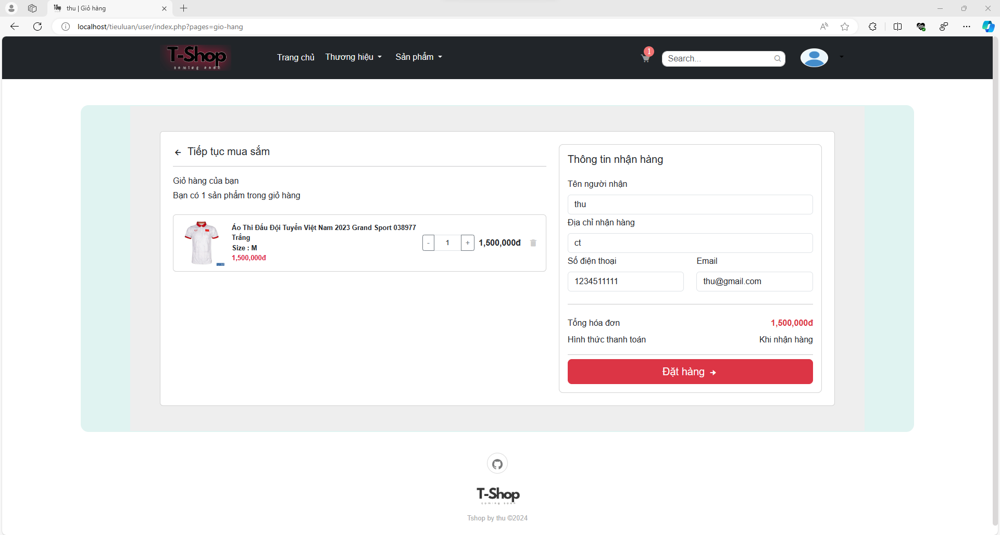 thu | Giỏ hàng
localhost/tieuluan/user/index.php?pages=gio-hang
T-Shop
coming soon
Trang chủ
Thương hiệu
Sản phẩm
1
Search...
Tiếp tục mua sắm
Giỏ hàng của bạn
Bạn có 1 sản phẩm trong giỏ hàng
Áo Thi Đấu Đội Tuyển Việt Nam 2023 Grand Sport 038977
Trắng
Size : M
1,500,000đ
-
1
+
1,500,000đ
Thông tin nhận hàng
Tên người nhận
thu
Địa chỉ nhận hàng
ct
Số điện thoại
Email
1234511111
thu@gmail.com
Tổng hóa đơn
1,500,000đ
Hình thức thanh toán
Khi nhận hàng
Đặt hàng
T-Shop
coming soon
Tshop by thu ©2024